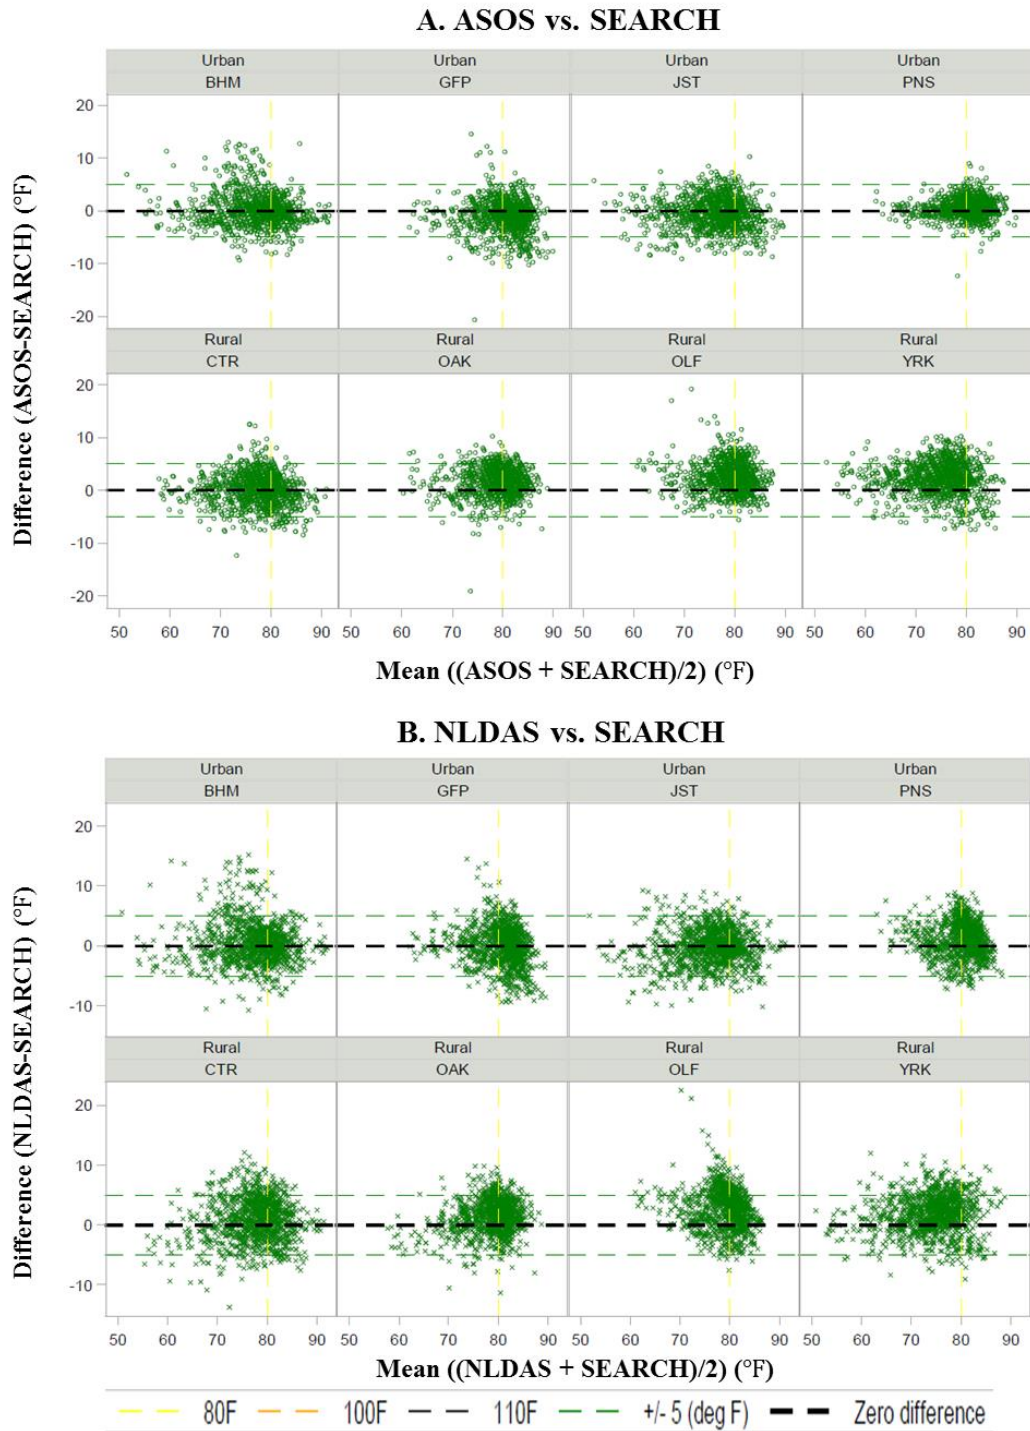 A. ASOS vs. SEARCH
Urban Urban Urban Urban
BHM GFP JST PNS
20
10
0
-10
-20
Rural Rural Rural Rural
CTR OAK OLF YRK
20
10
0
-10
-20
Difference (ASOS-SEARCH) (°F)
50 60 70 80 90 50 60 70 80 90 50 60 70 80 90 50 60 70 80 90
Mean ((ASOS + SEARCH)/2) (°F)
B. NLDAS vs. SEARCH
Urban Urban Urban Urban
BHM GFP JST PNS
20
10
0
-10
Rural Rural Rural Rural
CTR OAK OLF YRK
20
10
0
-10
Difference (NLDAS-SEARCH) (°F)
50 60 70 80 90 50 60 70 80 90 50 60 70 80 90 50 60 70 80 90
Mean ((NLDAS + SEARCH)/2) (°F)
80F 100F 110F +/- 5 (deg F) Zero difference